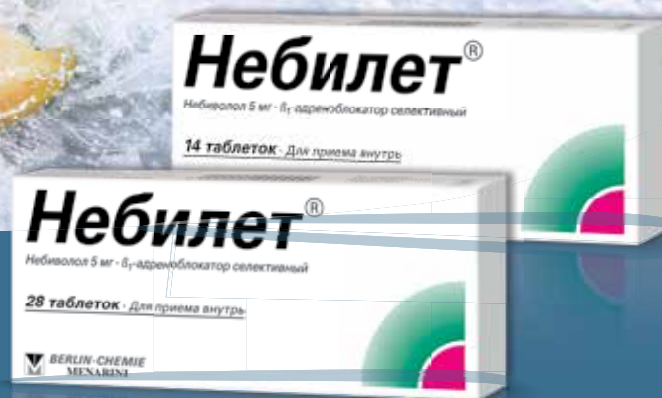 Небилет®
Небиволол 5 мг - β₁-адреноблокатор селективный
14 таблеток - Для приема внутрь
Небилет®
Небиволол 5 мг - β₁-адреноблокатор селективный
28 таблеток - Для приема внутрь
BERLIN-CHEMIE
MENARINI